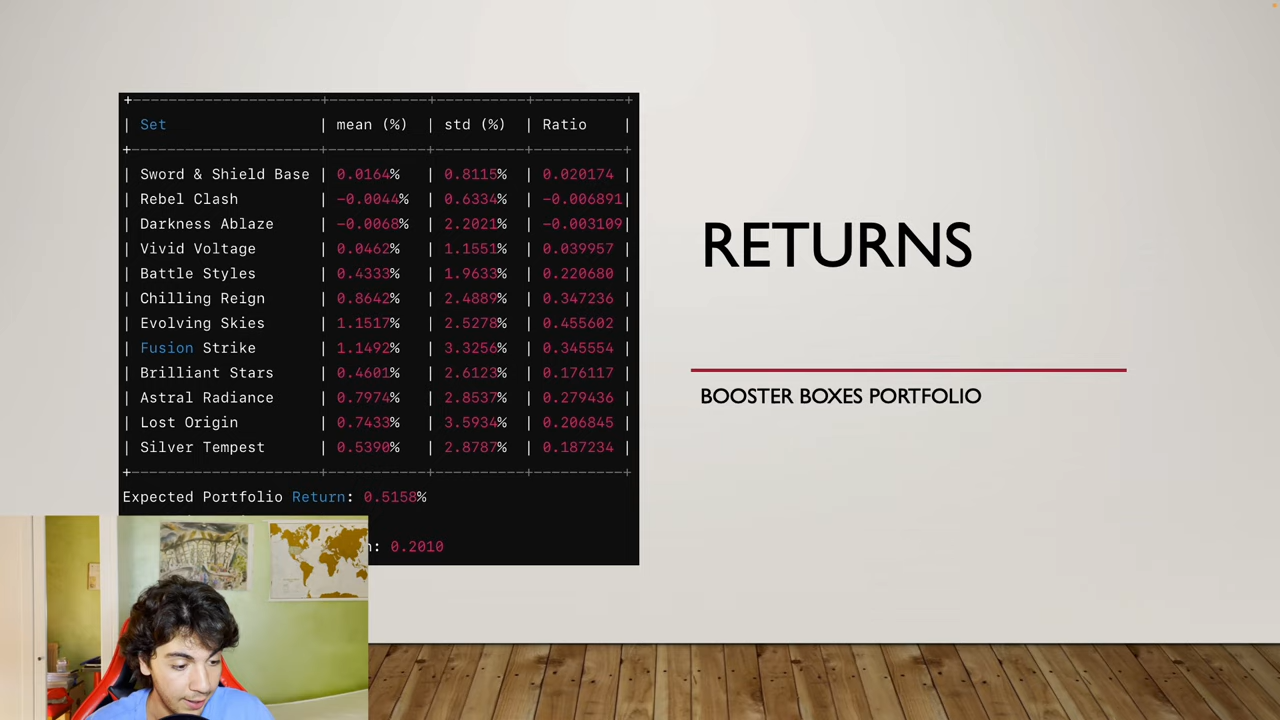 | Set | mean (%) | std (%) | Ratio |
| Sword & Shield Base | 0.0164% | 0.8115% | 0.020174 |
| Rebel Clash | -0.0044% | 0.6334% | -0.006891|
| Darkness Ablaze | -0.0068% | 2.2021% | -0.003109|
| Vivid Voltage | 0.0462% | 1.1551% | 0.039957 |
| Battle Styles | 0.4333% | 1.9633% | 0.220680 |
| Chilling Reign | 0.8642% | 2.4889% | 0.347236 |
| Evolving Skies | 1.1517% | 2.5278% | 0.455602 |
| Fusion Strike | 1.1492% | 3.3256% | 0.345554 |
| Brilliant Stars | 0.4601% | 2.6123% | 0.176117 |
| Astral Radiance | 0.7974% | 2.8537% | 0.279436 |
| Lost Origin | 0.7433% | 3.5934% | 0.206845 |
| Silver Tempest | 0.5390% | 2.8787% | 0.187234 |
Expected Portfolio Return: 0.5158%
: 0.2010
RETURNS
BOOSTER BOXES PORTFOLIO